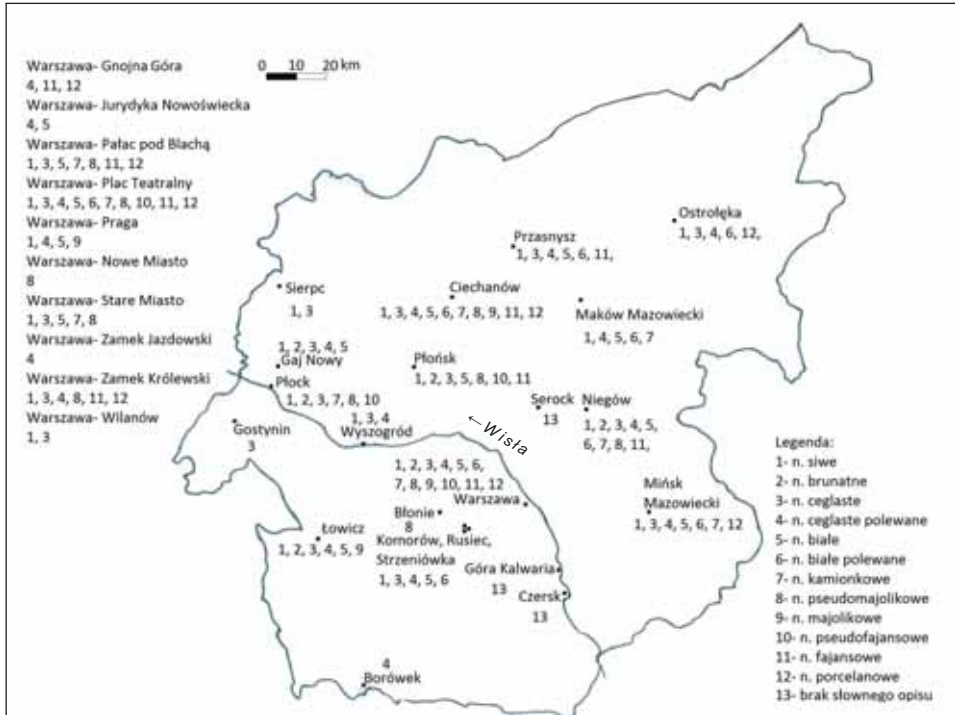 Warszawa- Gnojna Góra
4, 11, 12
Warszawa- Jurydyka Nowoświecka
4, 5
Warszawa- Pałac pod Blachą
1, 3, 5, 7, 8, 11, 12
Warszawa- Plac Teatralny
1, 3, 4, 5, 6, 7, 8, 10, 11, 12
Warszawa- Praga
1, 4, 5, 9
Warszawa- Nowe Miasto
8
Warszawa- Stare Miasto
1, 3, 5, 7, 8
Warszawa- Zamek Jazdowski
4
Warszawa- Zamek Królewski
1, 3, 4, 8, 11, 12
Warszawa- Wilanów
1, 3
0 10 20 km
Ostrołęka
1, 3, 4, 6, 12,
Przasnysz
1, 3, 4, 5, 6, 11,
Sierpc
1, 3
Ciechanów
1, 3, 4, 5, 6, 7, 8, 9, 11, 12
Maków Mazowiecki
1, 4, 5, 6, 7
1, 2, 3, 4, 5
Gaj Nowy
Płońsk
1, 2, 3, 5, 8, 10, 11
Płock
1, 2, 3, 7, 8, 10
Serock
13
Niegów
1, 2, 3, 4, 5,
6, 7, 8, 11,
Gostynin
3
1, 3, 4
Wyszogród
←Wisła
1, 2, 3, 4, 5, 6,
7, 8, 9, 10, 11, 12
Warszawa
Mińsk
Mazowiecki
1, 3, 4, 5, 6, 7, 12
Błonie
8
Łowicz
1, 2, 3, 4, 5, 9
Komorów, Rusiec,
Strzeniówka
1, 3, 4, 5, 6
Góra Kalwaria
13
Czersk
13
4
Borówek
Legenda:
1- n. siwe
2- n. brunatne
3- n. ceglaste
4- n. ceglaste polewane
5- n. białe
6- n. białe polewane
7- n. kamionkowe
8- n. pseudomajolikowe
9- n. majolikowe
10- n. pseudofajansowe
11- n. fajansowe
12- n. porcelanowe
13- brak słownego opisu